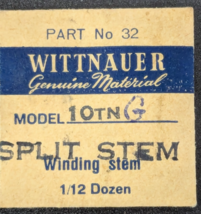 PART No 32
WITTNAUER
Genuine Material
MODEL 10TNG
SPLIT STEM
Winding stem
1/12 Dozen